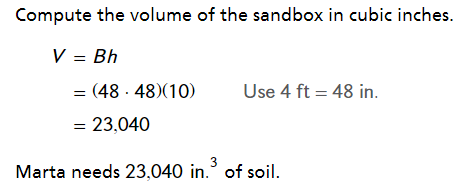 Compute the volume of the sandbox in cubic inches.
V = Bh
= (48 · 48)(10) Use 4 ft = 48 in.
= 23,040
Marta needs 23,040 in.³ of soil.